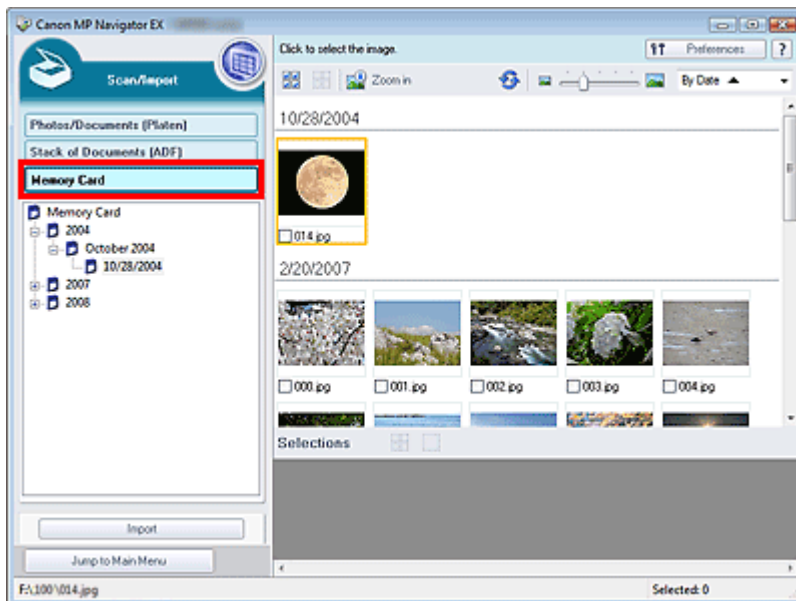 Canon MP Navigator EX
Scan/Import
Photos/Documents (Platen)
Stack of Documents (ADF)
Memory Card
Memory Card
2004
October 2004
10/28/2004
2007
2008
Import
Jump to Main Menu
Click to select the image.
Preferences
?
Zoom in
By Date
10/28/2004
014.jpg
2/20/2007
000.jpg
001.jpg
002.jpg
003.jpg
004.jpg
Selections
F:\100\014.jpg
Selected: 0